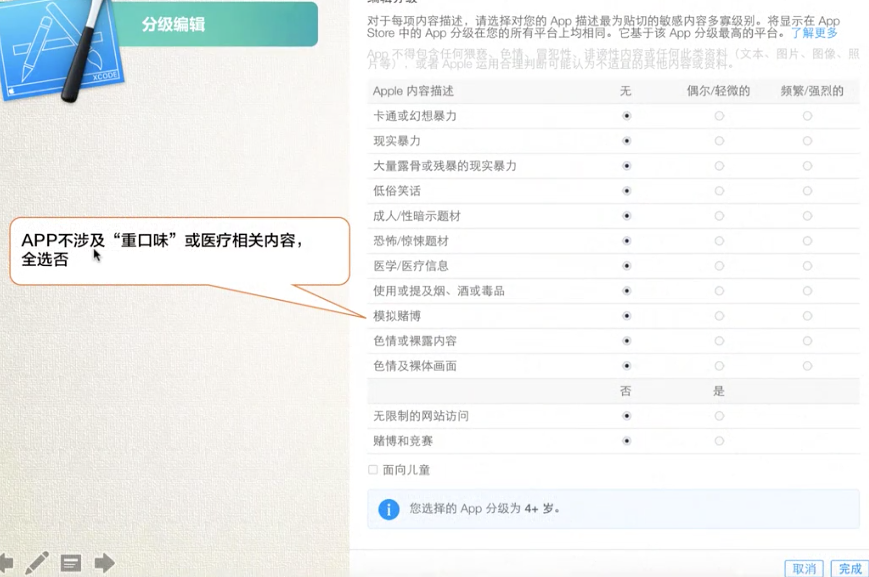 分级编辑
XCODE
APP不涉及“重口味”或医疗相关内容，
全选否
编辑分级
对于每项内容描述，请选择对您的 App 描述最为贴切的敏感内容多寡级别。将显示在 App
Store 中的 App 分级在您的所有平台上均相同。它基于该 App 分级最高的平台。了解更多
App 不得包含任何猥亵、色情、冒犯性、诽谤性内容或任何此类资料（文本、图片、图像、照
片等），或者 Apple 运用合理判断可能认为不适宜的其他内容或资料。
Apple 内容描述 无 偶尔/轻微的 频繁/强烈的
卡通或幻想暴力
现实暴力
大量露骨或残暴的现实暴力
低俗笑话
成人/性暗示题材
恐怖/惊悚题材
医学/医疗信息
使用或提及烟、酒或毒品
模拟赌博
色情或裸露内容
色情及裸体画面
否 是
无限制的网站访问
赌博和竞赛
面向儿童
您选择的 App 分级为 4+ 岁。
取消 完成